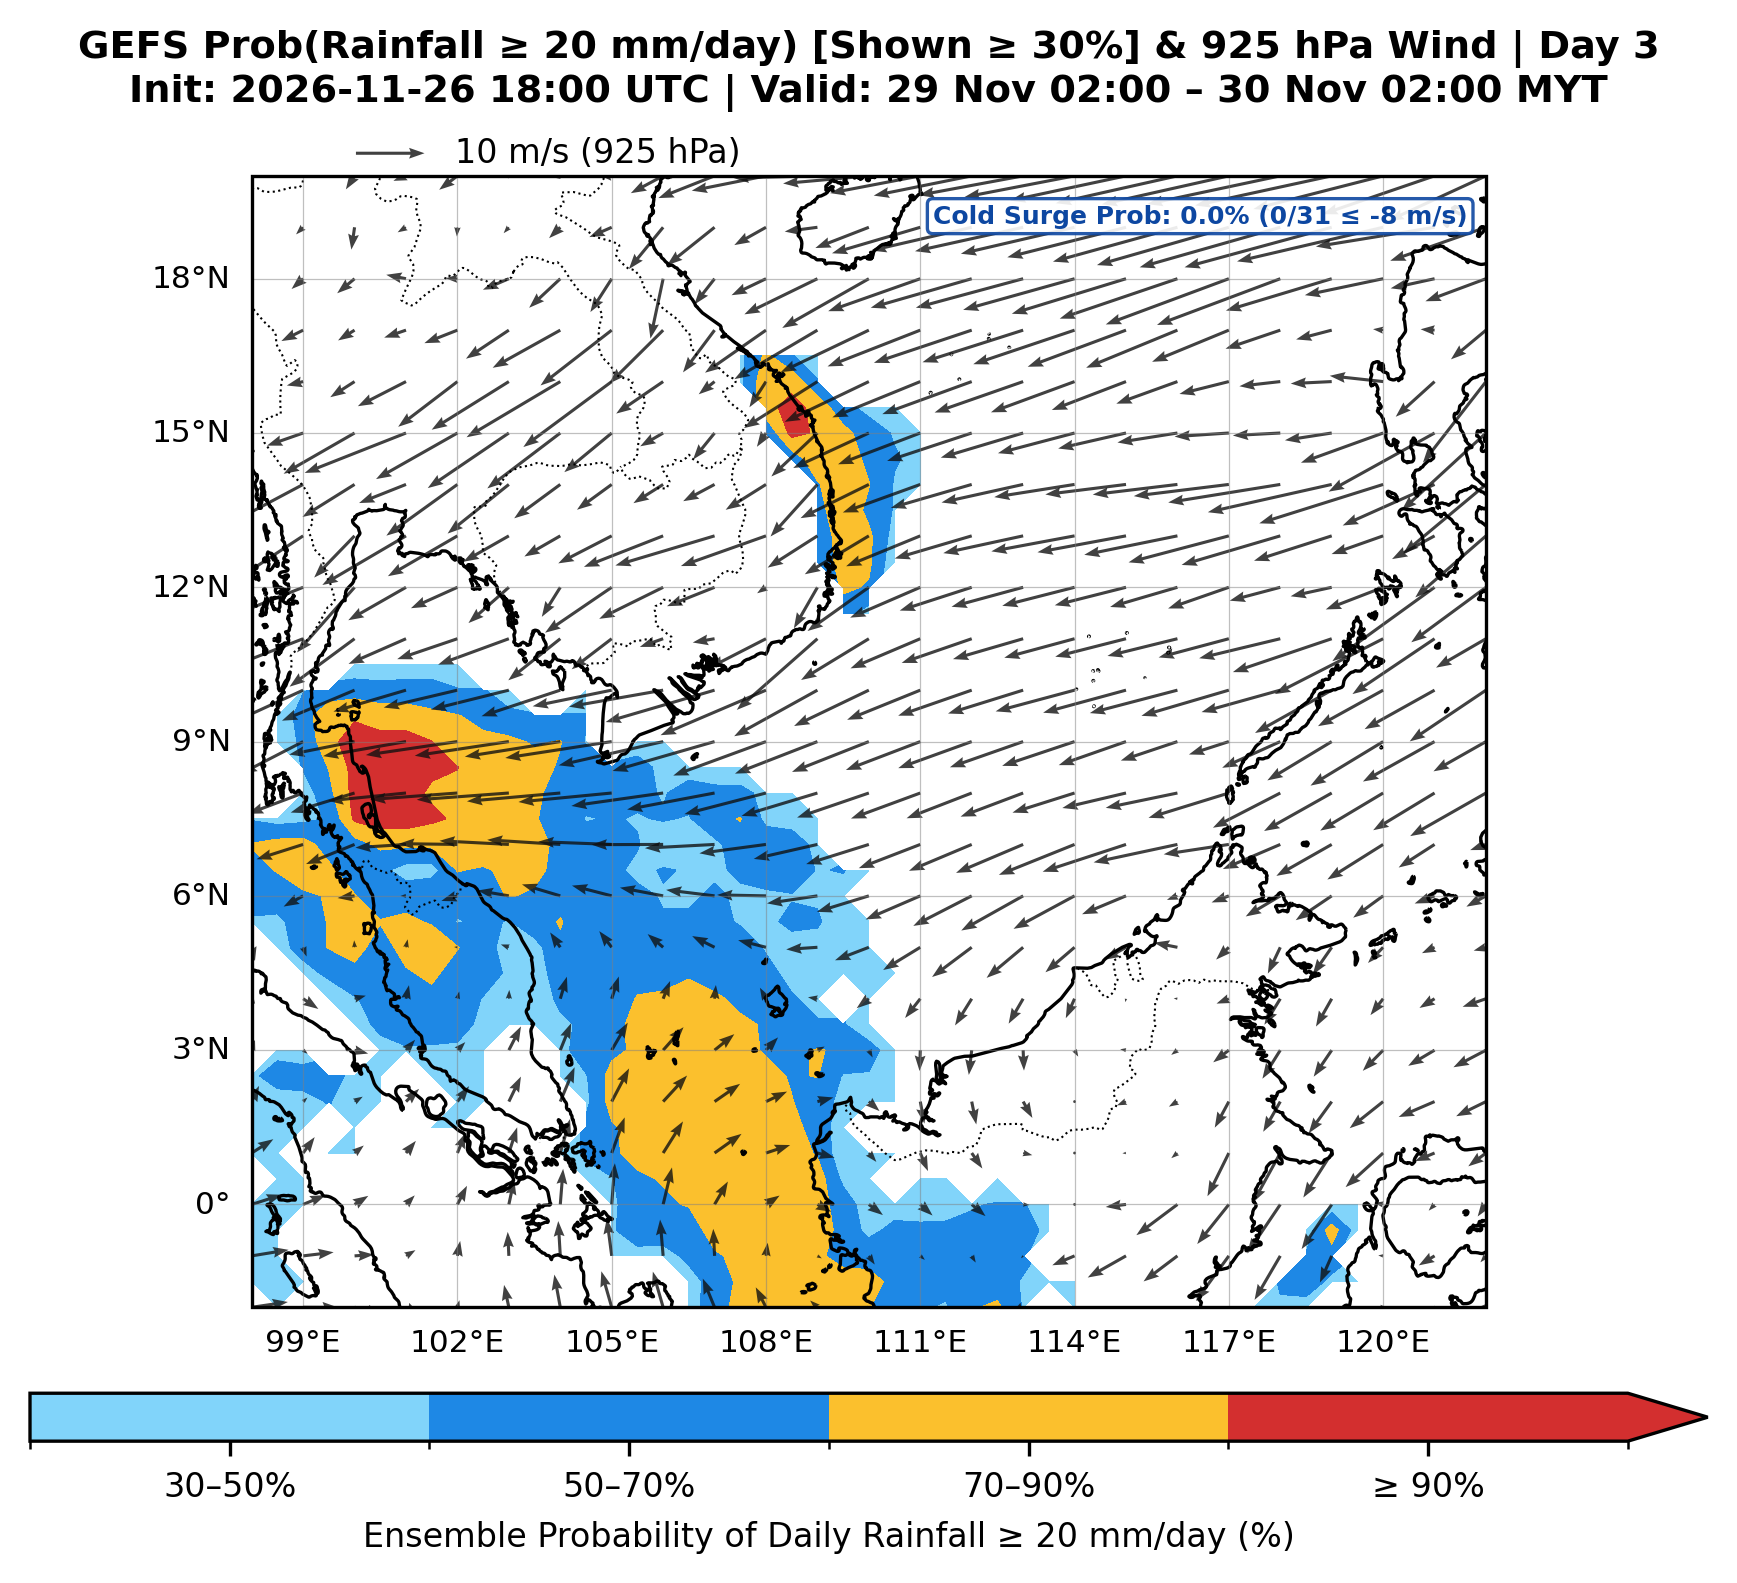 GEFS Prob(Rainfall ≥ 20 mm/day) [Shown ≥ 30%] & 925 hPa Wind | Day 3
Init: 2026-11-26 18:00 UTC | Valid: 29 Nov 02:00 – 30 Nov 02:00 MYT
10 m/s (925 hPa)
Cold Surge Prob: 0.0% (0/31 ≤ -8 m/s)
18°N
15°N
12°N
9°N
6°N
3°N
0°
99°E 102°E 105°E 108°E 111°E 114°E 117°E 120°E
30–50% 50–70% 70–90% ≥ 90%
Ensemble Probability of Daily Rainfall ≥ 20 mm/day (%)